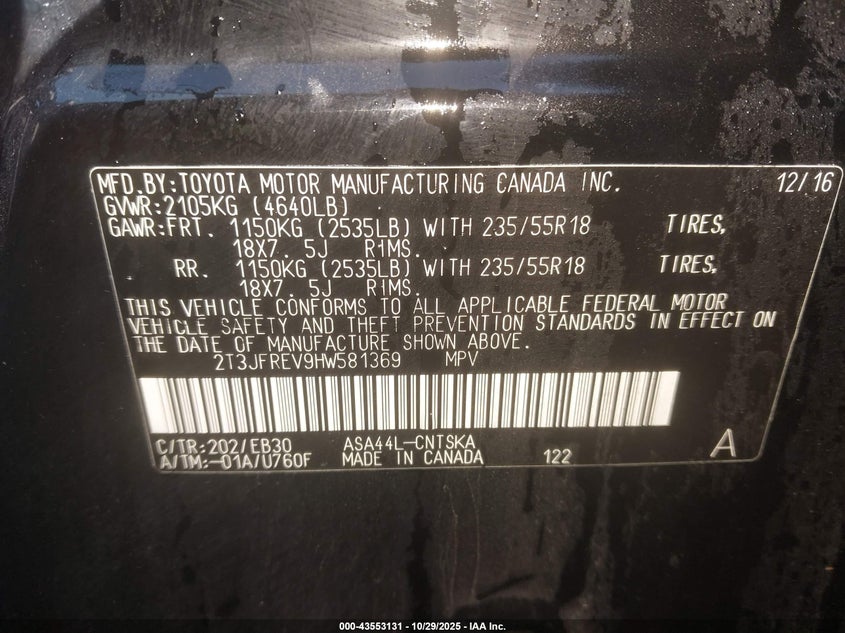 MFD.BY:TOYOTA MOTOR MANUFACTURING CANADA INC. 12/16
GVWR:2105KG (4640LB)
GAWR:FRT. 1150KG (2535LB) WITH 235/55R18 TIRES,
18X7. 5J RIMS.
RR. 1150KG (2535LB) WITH 235/55R18 TIRES,
18X7. 5J RIMS.
THIS VEHICLE CONFORMS TO ALL APPLICABLE FEDERAL MOTOR
VEHICLE SAFETY AND THEFT PREVENTION STANDARDS IN EFFECT ON
THE DATE OF MANUFACTURE SHOWN ABOVE.
2T3JFREV9HW581369 MPV
C/TR:202/EB30 ASA44L-CNTSKA A
A/TM:-01A/U760F MADE IN CANADA 122
000-43553131 - 10/29/2025 - IAA Inc.